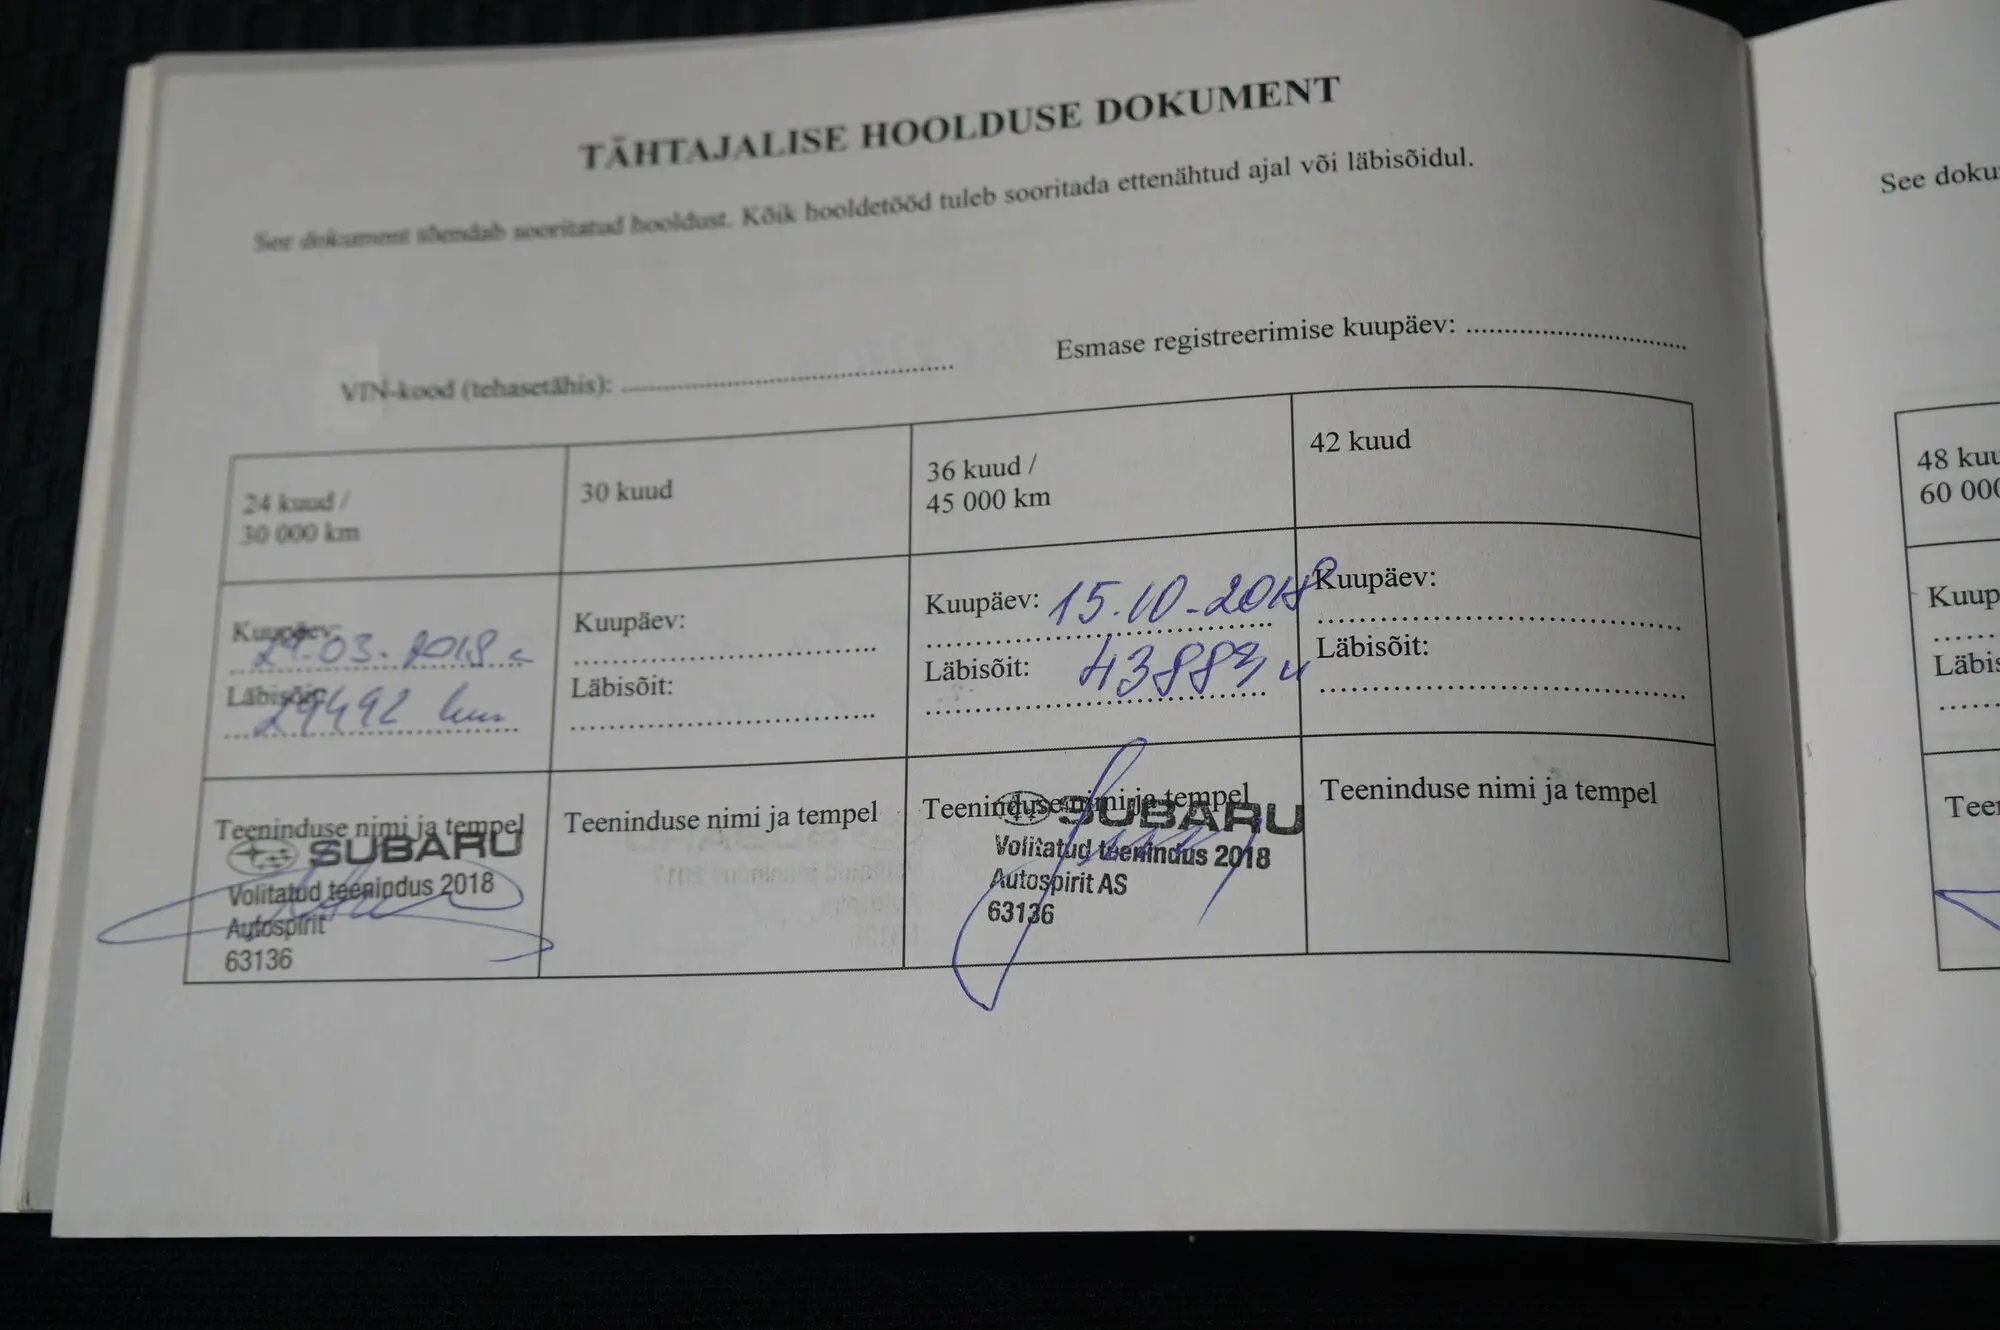 TÄHTAJALISE HOOLDUSE DOKUMENT
See dokument tõendab sooritatud hooldust. Kõik hooldetööd tuleb sooritada ettenähtud ajal või läbisõidul.
VIN-kood (tehasetähis): ............................................
Esmase registreerimise kuupäev: ................................
24 kuud /
30 000 km
Kuupäev:
03. 2018
Läbisõit:
29492 km
Teeninduse nimi ja tempel
SUBARU
Volitatud teenindus 2018
Autospirit
63136
30 kuud
Kuupäev:
Läbisõit:
Teeninduse nimi ja tempel
36 kuud /
45 000 km
Kuupäev: 15.10.2018
Läbisõit: 43883
Teeninduse nimi ja tempel
SUBARU
Volitatud teenindus 2018
Autospirit AS
63136
42 kuud
Kuupäev:
Läbisõit:
Teeninduse nimi ja tempel
See doku
48 kuu
60 000
Kuup
Läbis
Teen